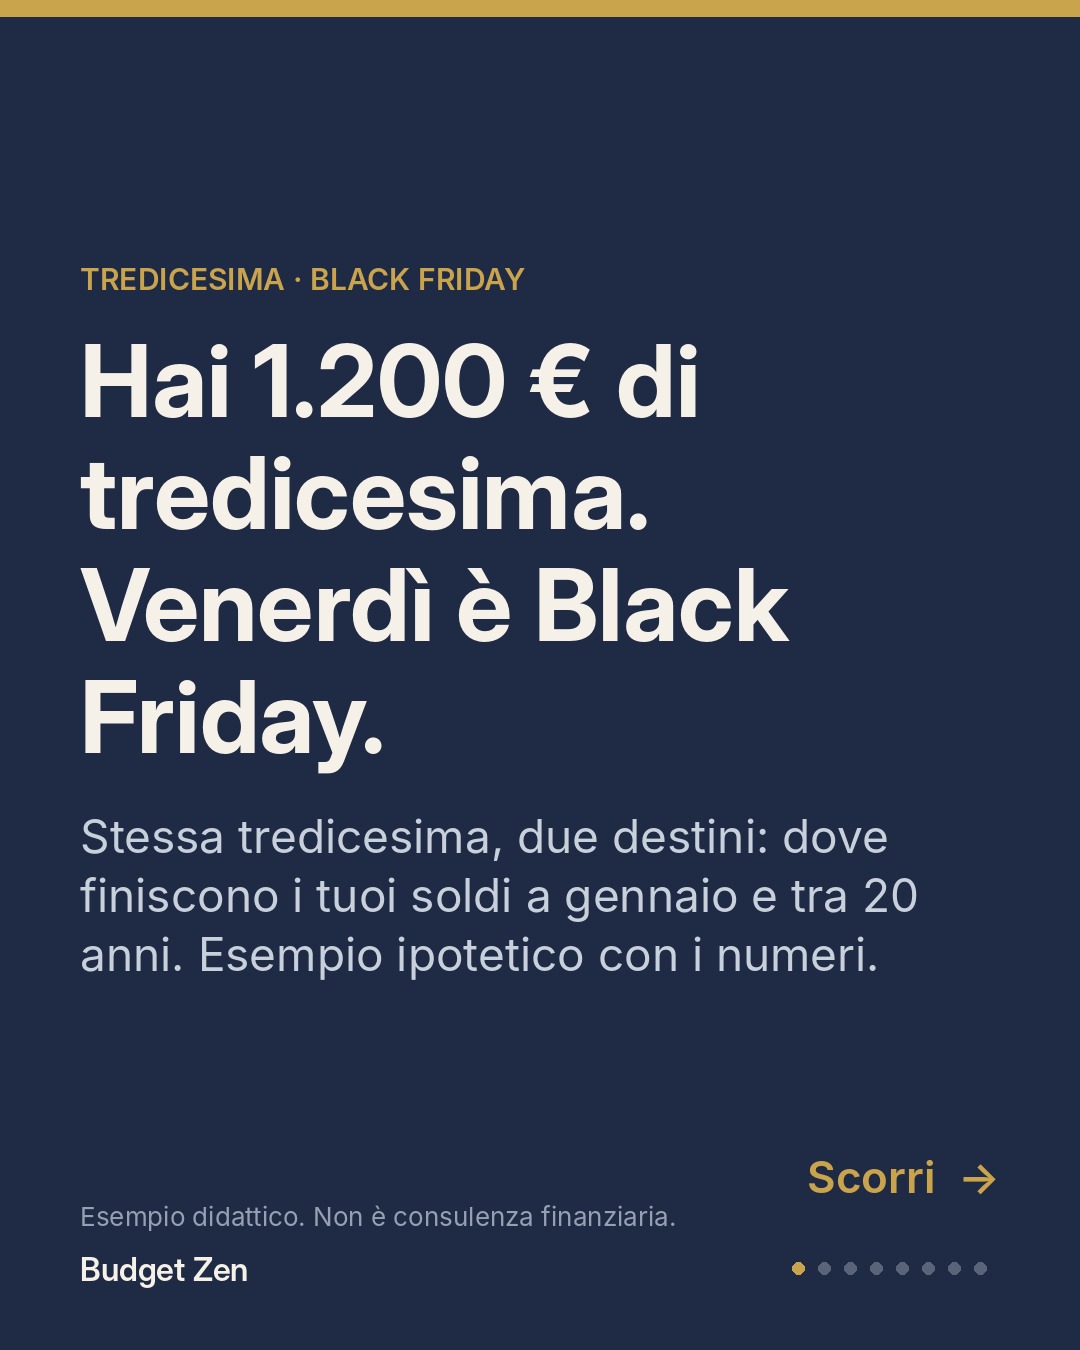 TREDICESIMA · BLACK FRIDAY
Hai 1.200 € di
tredicesima.
Venerdì è Black
Friday.
Stessa tredicesima, due destini: dove
finiscono i tuoi soldi a gennaio e tra 20
anni. Esempio ipotetico con i numeri.
Scorri →
Esempio didattico. Non è consulenza finanziaria.
Budget Zen